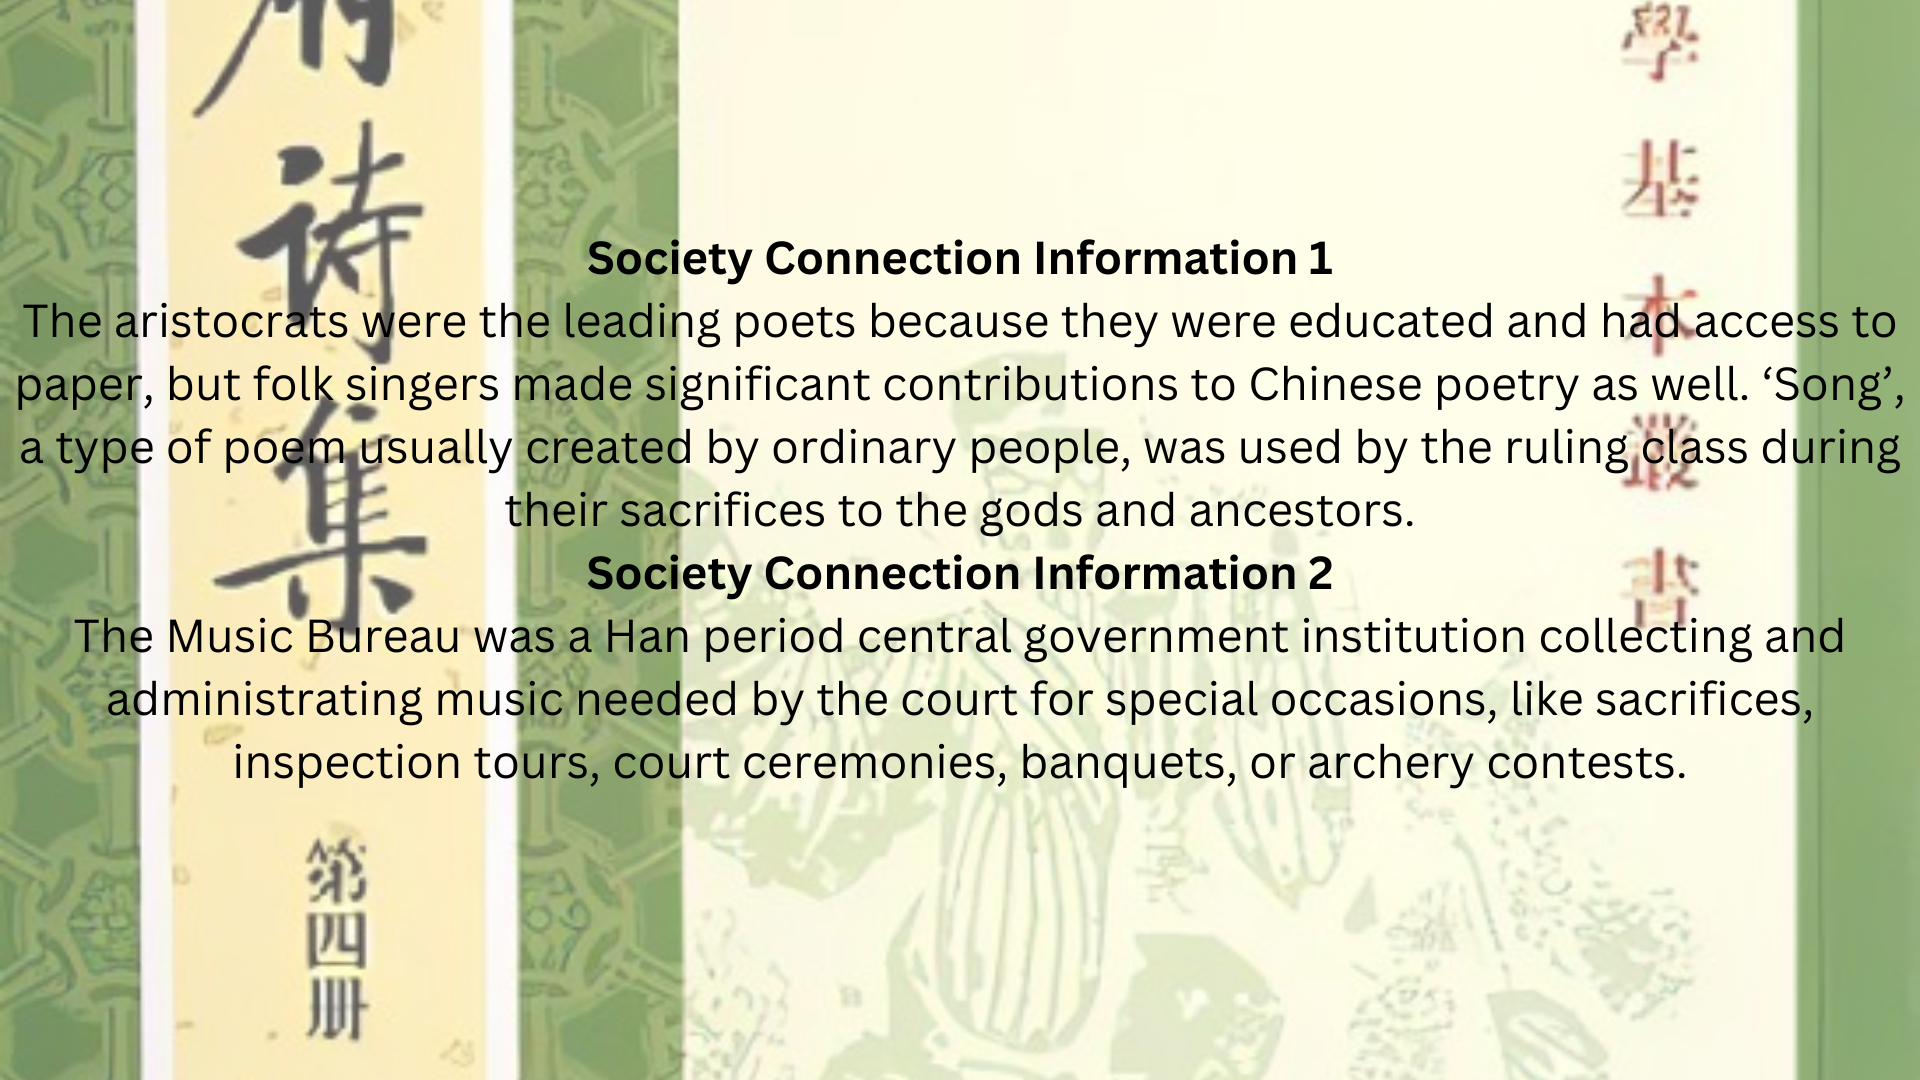 Society Connection Information 1
The aristocrats were the leading poets because they were educated and had access to
paper, but folk singers made significant contributions to Chinese poetry as well. ‘Song’,
a type of poem usually created by ordinary people, was used by the ruling class during
their sacrifices to the gods and ancestors.
Society Connection Information 2
The Music Bureau was a Han period central government institution collecting and
administrating music needed by the court for special occasions, like sacrifices,
inspection tours, court ceremonies, banquets, or archery contests.
詩集
第四册
學基本叢書